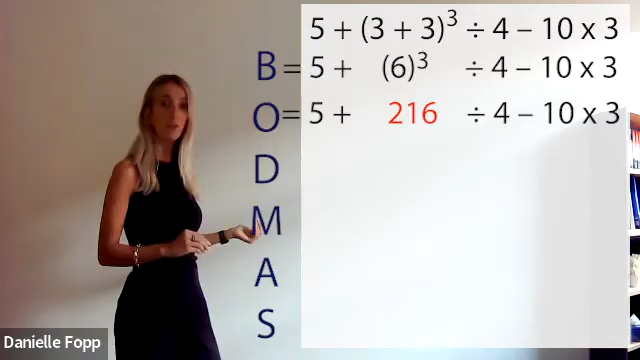 5 + (3 + 3)³ ÷ 4 – 10 x 3
B = 5 + (6)³ ÷ 4 – 10 x 3
O = 5 + 216 ÷ 4 – 10 x 3
D
M
A
S
Danielle Fopp